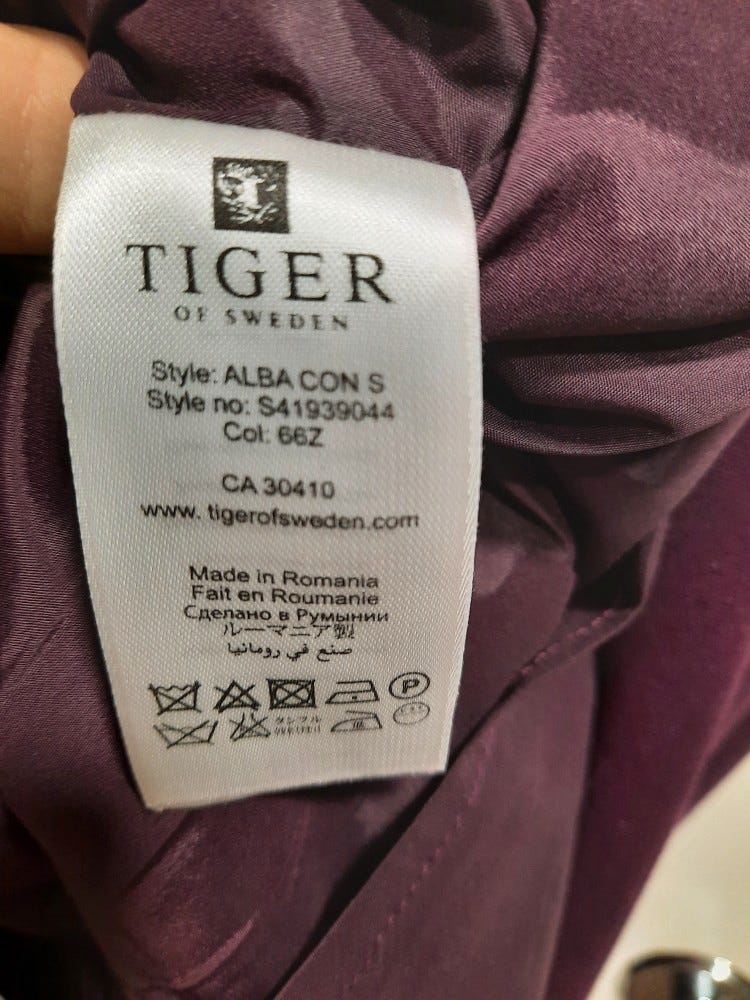 TIGER
OF SWEDEN
Style: ALBA CON S
Style no: S41939044
Col: 66Z
CA 30410
www. tigerofsweden.com
Made in Romania
Fait en Roumanie
Сделано в Румынии
ルーマニア製
صنع في رومانيا
P